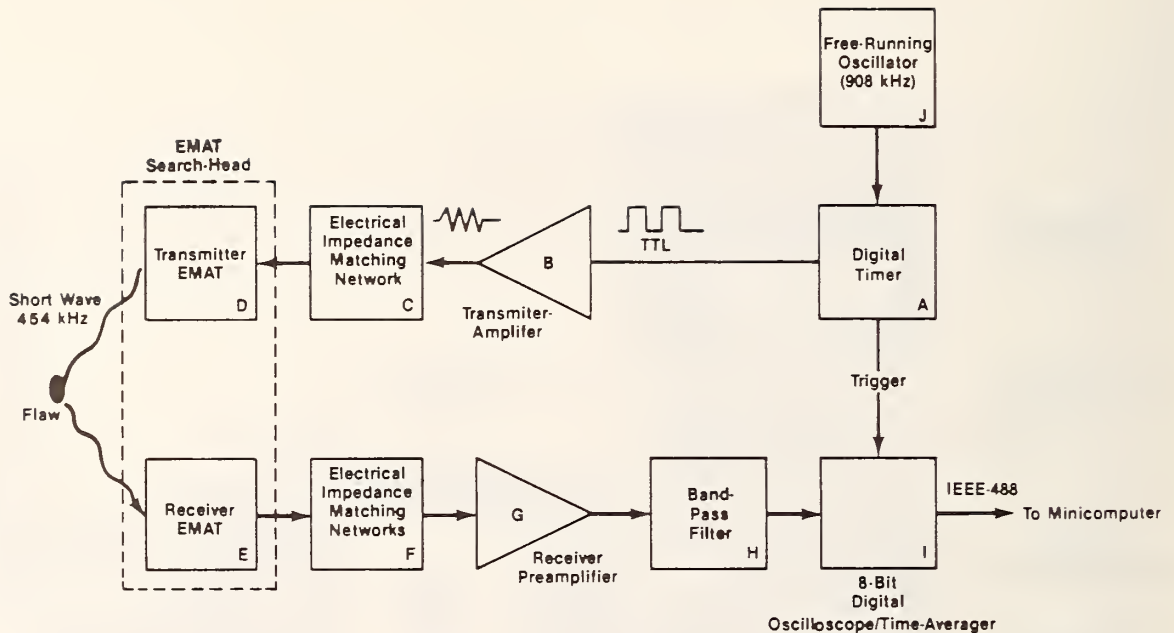 Free-Running
Oscillator
(908 kHz)
J
EMAT
Search-Head
Transmitter
EMAT
D
Electrical
Impedance
Matching
Network
C
B
Transmiter-
Amplifer
TTL
Digital
Timer
A
Short Wave
454 kHz
Flaw
Trigger
Receiver
EMAT
E
Electrical
Impedance
Matching
Networks
F
G
Receiver
Preamplifier
Band-
Pass
Filter
H
I
IEEE-488
To Minicomputer
8-Bit
Digital
Oscilloscope/Time-Averager